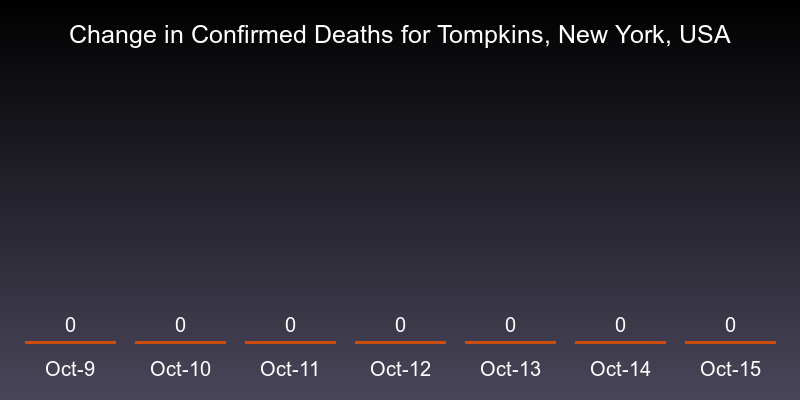 Change in Confirmed Deaths for Tompkins, New York, USA
0 0 0 0 0 0 0
Oct-9 Oct-10 Oct-11 Oct-12 Oct-13 Oct-14 Oct-15